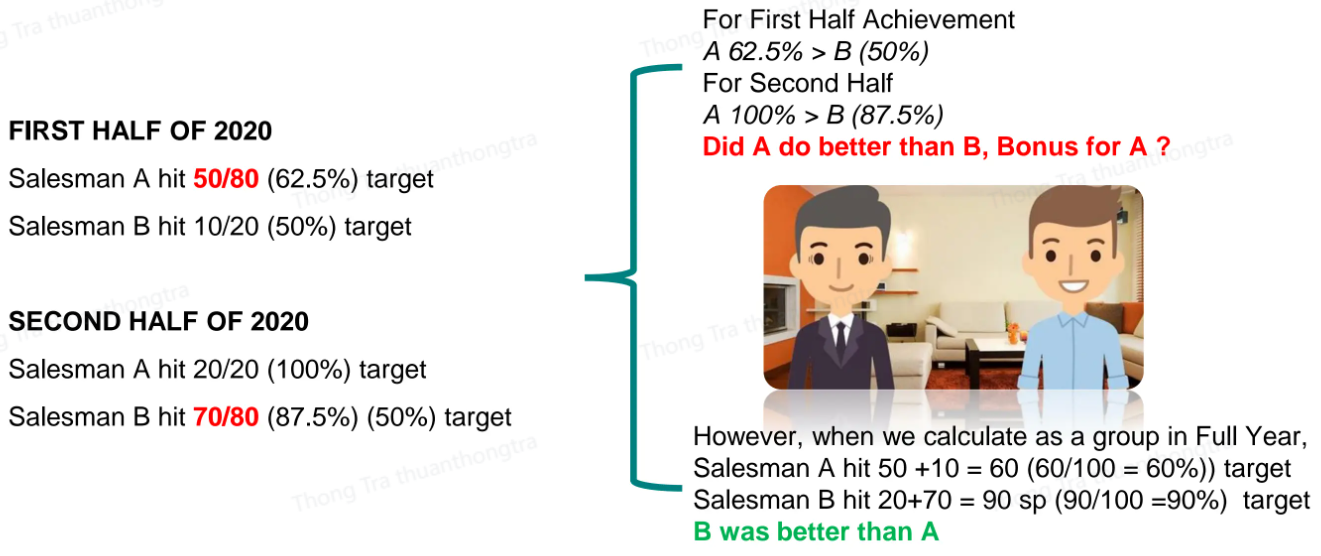 FIRST HALF OF 2020
Salesman A hit 50/80 (62.5%) target
Salesman B hit 10/20 (50%) target
SECOND HALF OF 2020
Salesman A hit 20/20 (100%) target
Salesman B hit 70/80 (87.5%) (50%) target
For First Half Achievement
A 62.5% > B (50%)
For Second Half
A 100% > B (87.5%)
Did A do better than B, Bonus for A ?
However, when we calculate as a group in Full Year,
Salesman A hit 50 +10 = 60 (60/100 = 60%)) target
Salesman B hit 20+70 = 90 sp (90/100 =90%) target
B was better than A
Thong Tra thuanthongtra